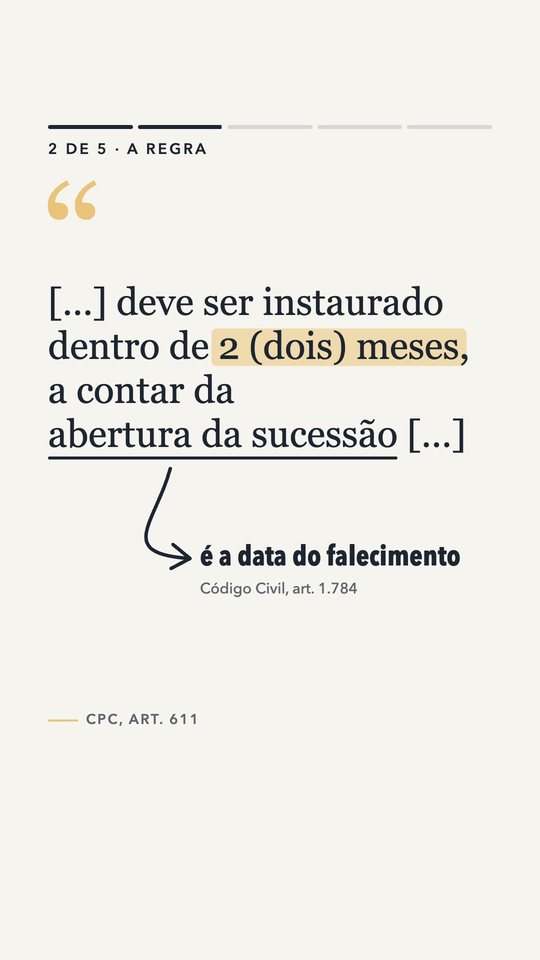 2 DE 5 · A REGRA
“
[...] deve ser instaurado
dentro de 2 (dois) meses,
a contar da
abertura da sucessão [...]
é a data do falecimento
Código Civil, art. 1.784
CPC, ART. 611